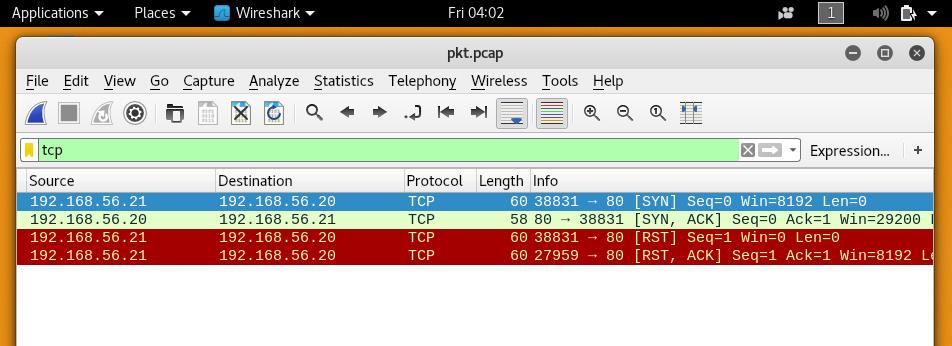 Applications Places Wireshark Fri 04:02 1
pkt.pcap
File Edit View Go Capture Analyze Statistics Telephony Wireless Tools Help
tcp Expression... +
Source Destination Protocol Length Info
192.168.56.21 192.168.56.20 TCP 60 38831 → 80 [SYN] Seq=0 Win=8192 Len=0
192.168.56.20 192.168.56.21 TCP 58 80 → 38831 [SYN, ACK] Seq=0 Ack=1 Win=29200 L
192.168.56.21 192.168.56.20 TCP 60 38831 → 80 [RST] Seq=1 Win=0 Len=0
192.168.56.21 192.168.56.20 TCP 60 27959 → 80 [RST, ACK] Seq=1 Ack=1 Win=8192 Le